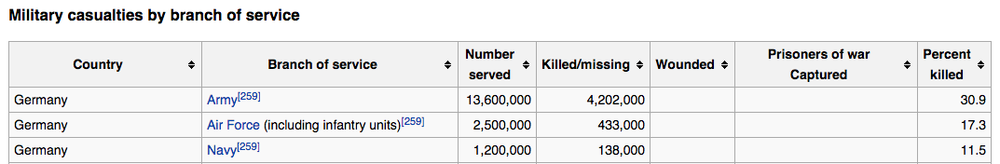 Military casualties by branch of service
Country Branch of service Number served Killed/missing Wounded Prisoners of war Captured Percent killed
Germany Army[259] 13,600,000 4,202,000 30.9
Germany Air Force (including infantry units)[259] 2,500,000 433,000 17.3
Germany Navy[259] 1,200,000 138,000 11.5